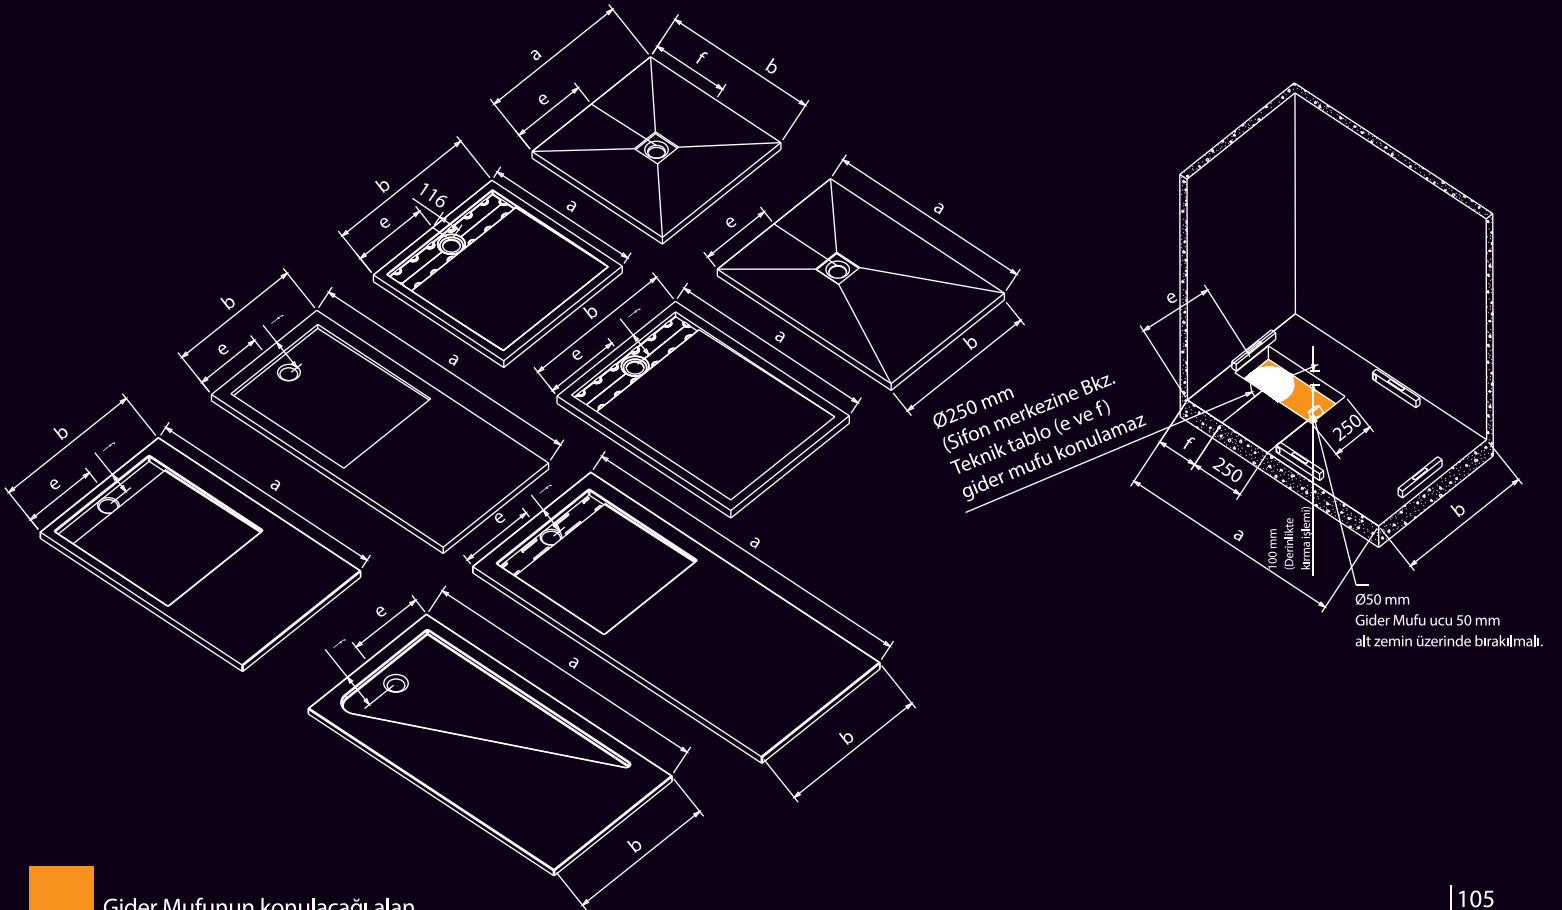 a
b
f
e
b
116
e
a
a
e
b
b
e
f
a
b
e
f
a
b
e
f
a
b
e
f
a
b
e
f
a
b
Ø250 mm
(Sifon merkezine Bkz.
Teknik tablo (e ve f)
gider mufu konulamaz
e
f
250
250
a
b
100 mm
(Derinlikte
kırma işlemi)
Ø50 mm
Gider Mufu ucu 50 mm
alt zemin üzerinde bırakılmalı.
Gider Mufunun konulacağı alan
105